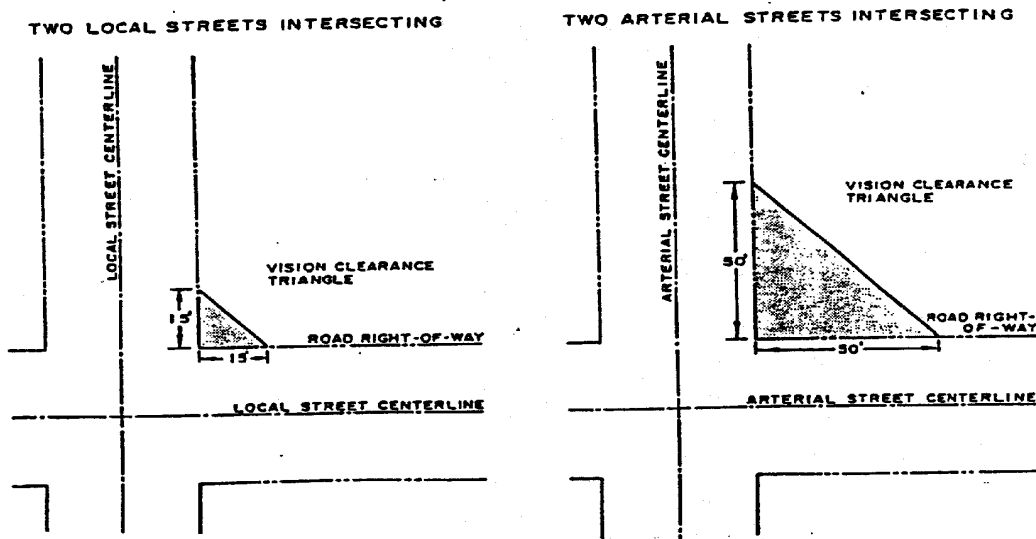 TWO LOCAL STREETS INTERSECTING
LOCAL STREET CENTERLINE
VISION CLEARANCE
TRIANGLE
15'
15'
ROAD RIGHT-OF-WAY
LOCAL STREET CENTERLINE
TWO ARTERIAL STREETS INTERSECTING
ARTERIAL STREET CENTERLINE
VISION CLEARANCE
TRIANGLE
50'
50'
ROAD RIGHT-
OF-WAY
ARTERIAL STREET CENTERLINE